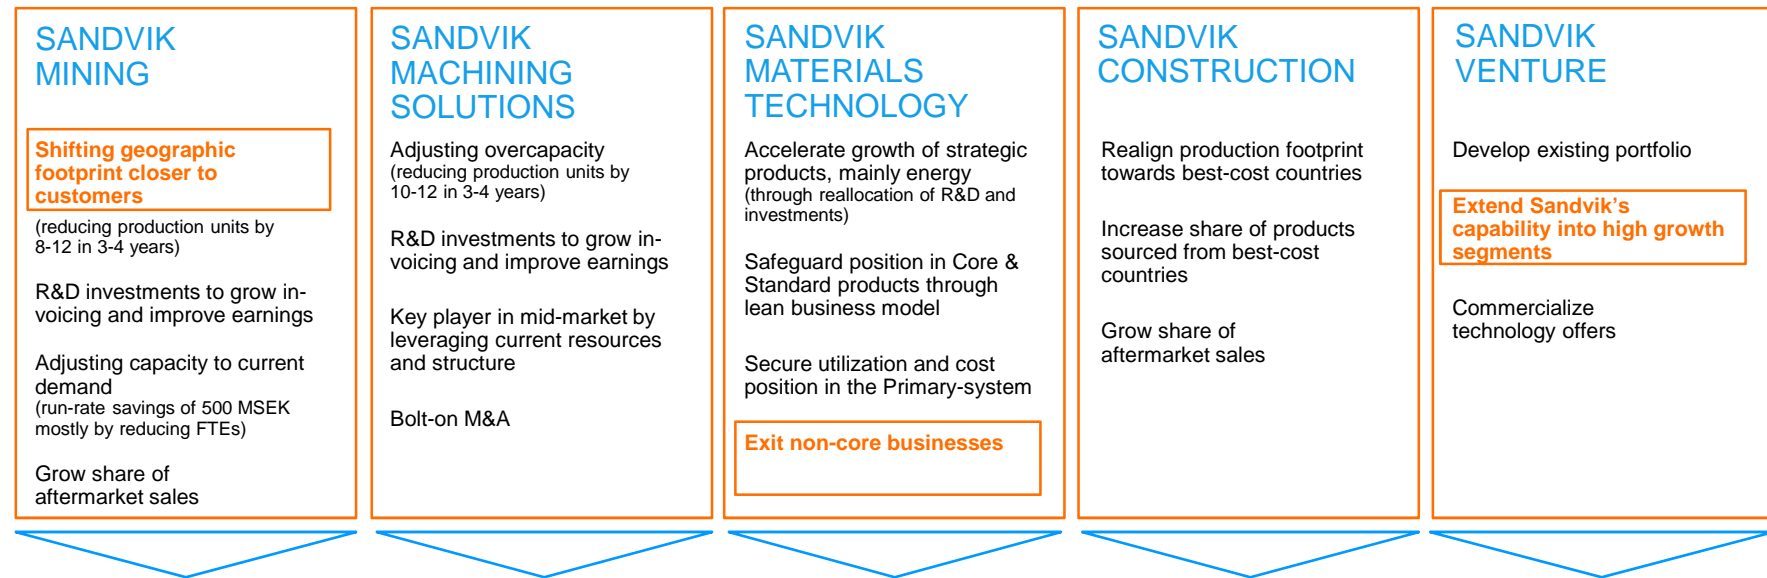 SANDVIK
MINING
Shifting geographic
footprint closer to
customers
(reducing production units by
8-12 in 3-4 years)
R&D investments to grow in-
voicing and improve earnings
Adjusting capacity to current
demand
(run-rate savings of 500 MSEK
mostly by reducing FTEs)
Grow share of
aftermarket sales
SANDVIK
MACHINING
SOLUTIONS
Adjusting overcapacity
(reducing production units by
10-12 in 3-4 years)
R&D investments to grow in-
voicing and improve earnings
Key player in mid-market by
leveraging current resources
and structure
Bolt-on M&A
SANDVIK
MATERIALS
TECHNOLOGY
Accelerate growth of strategic
products, mainly energy
(through reallocation of R&D and
investments)
Safeguard position in Core &
Standard products through
lean business model
Secure utilization and cost
position in the Primary-system
Exit non-core businesses
SANDVIK
CONSTRUCTION
Realign production footprint
towards best-cost countries
Increase share of products
sourced from best-cost
countries
Grow share of
aftermarket sales
SANDVIK
VENTURE
Develop existing portfolio
Extend Sandvik's
capability into high growth
segments
Commercialize
technology offers